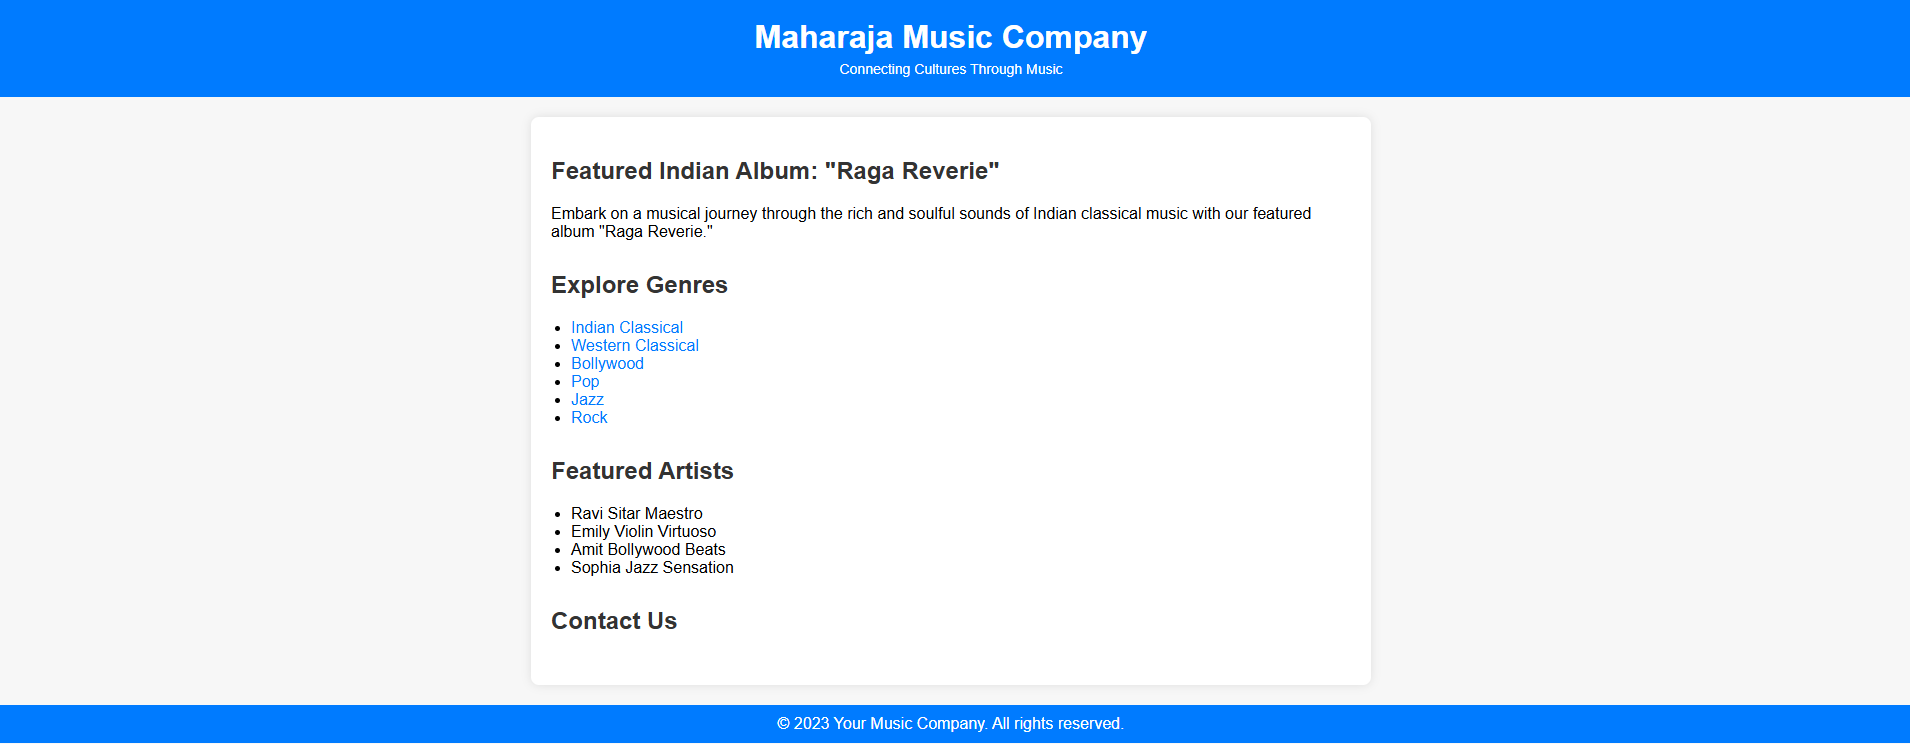 Maharaja Music Company
Connecting Cultures Through Music
Featured Indian Album: "Raga Reverie"
Embark on a musical journey through the rich and soulful sounds of Indian classical music with our featured
album "Raga Reverie."
Explore Genres
Indian Classical
Western Classical
Bollywood
Pop
Jazz
Rock
Featured Artists
Ravi Sitar Maestro
Emily Violin Virtuoso
Amit Bollywood Beats
Sophia Jazz Sensation
Contact Us
© 2023 Your Music Company. All rights reserved.